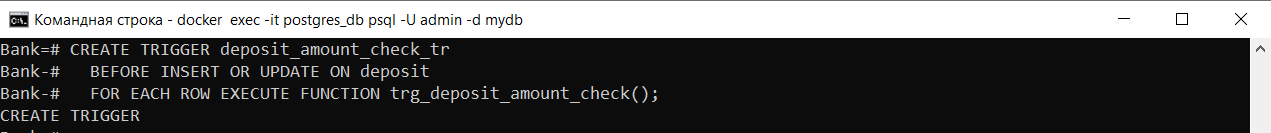 Командная строка - docker  exec -it postgres_db psql -U admin -d mydb
Bank=# CREATE TRIGGER deposit_amount_check_tr
Bank-#   BEFORE INSERT OR UPDATE ON deposit
Bank-#   FOR EACH ROW EXECUTE FUNCTION trg_deposit_amount_check();
CREATE TRIGGER